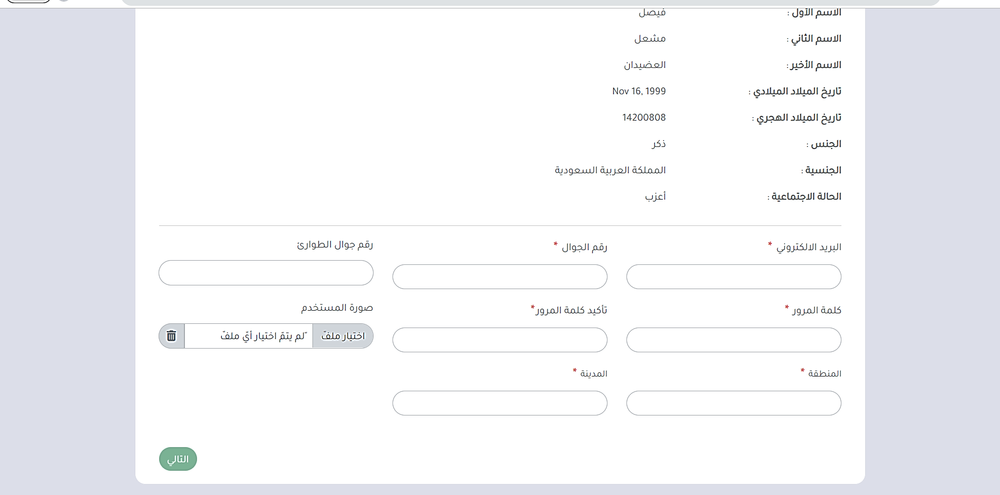 الاسم الأول : فيصل
الاسم الثاني : مشعل
الاسم الأخير : العضيدان
تاريخ الميلاد الميلادي : Nov 16, 1999
تاريخ الميلاد الهجري : 14200808
الجنس : ذكر
الجنسية : المملكة العربية السعودية
الحالة الاجتماعية : أعزب
البريد الالكتروني * رقم الجوال * رقم جوال الطوارئ
كلمة المرور * تأكيد كلمة المرور* صورة المستخدم
اختيار ملفّ لم يتمّ اختيار أيّ ملفّ
المنطقة * المدينة *
التالي